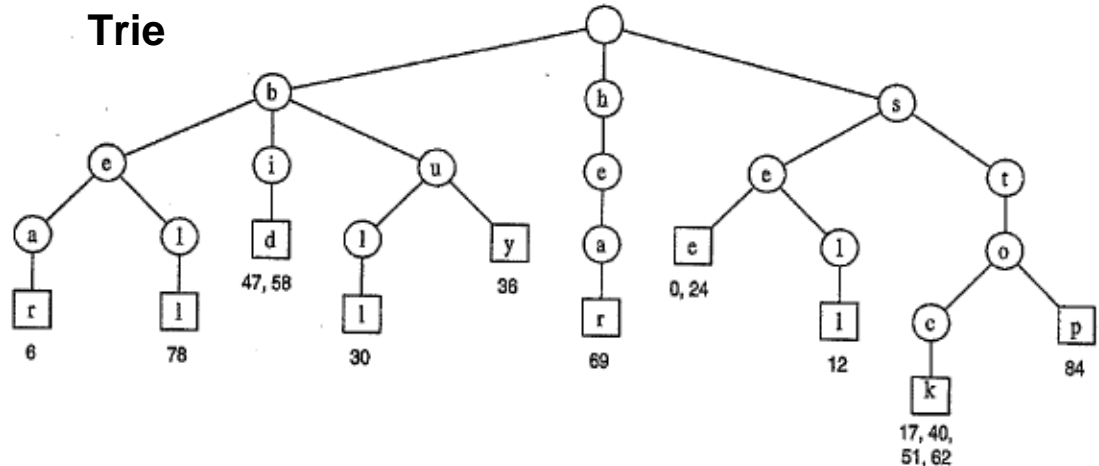 Trie
b h s
e i u e e t
a l d l y a e l o
47, 58 36 0, 24
r l l r l c p
6 78 30 69 12 84
k
17, 40,
51, 62